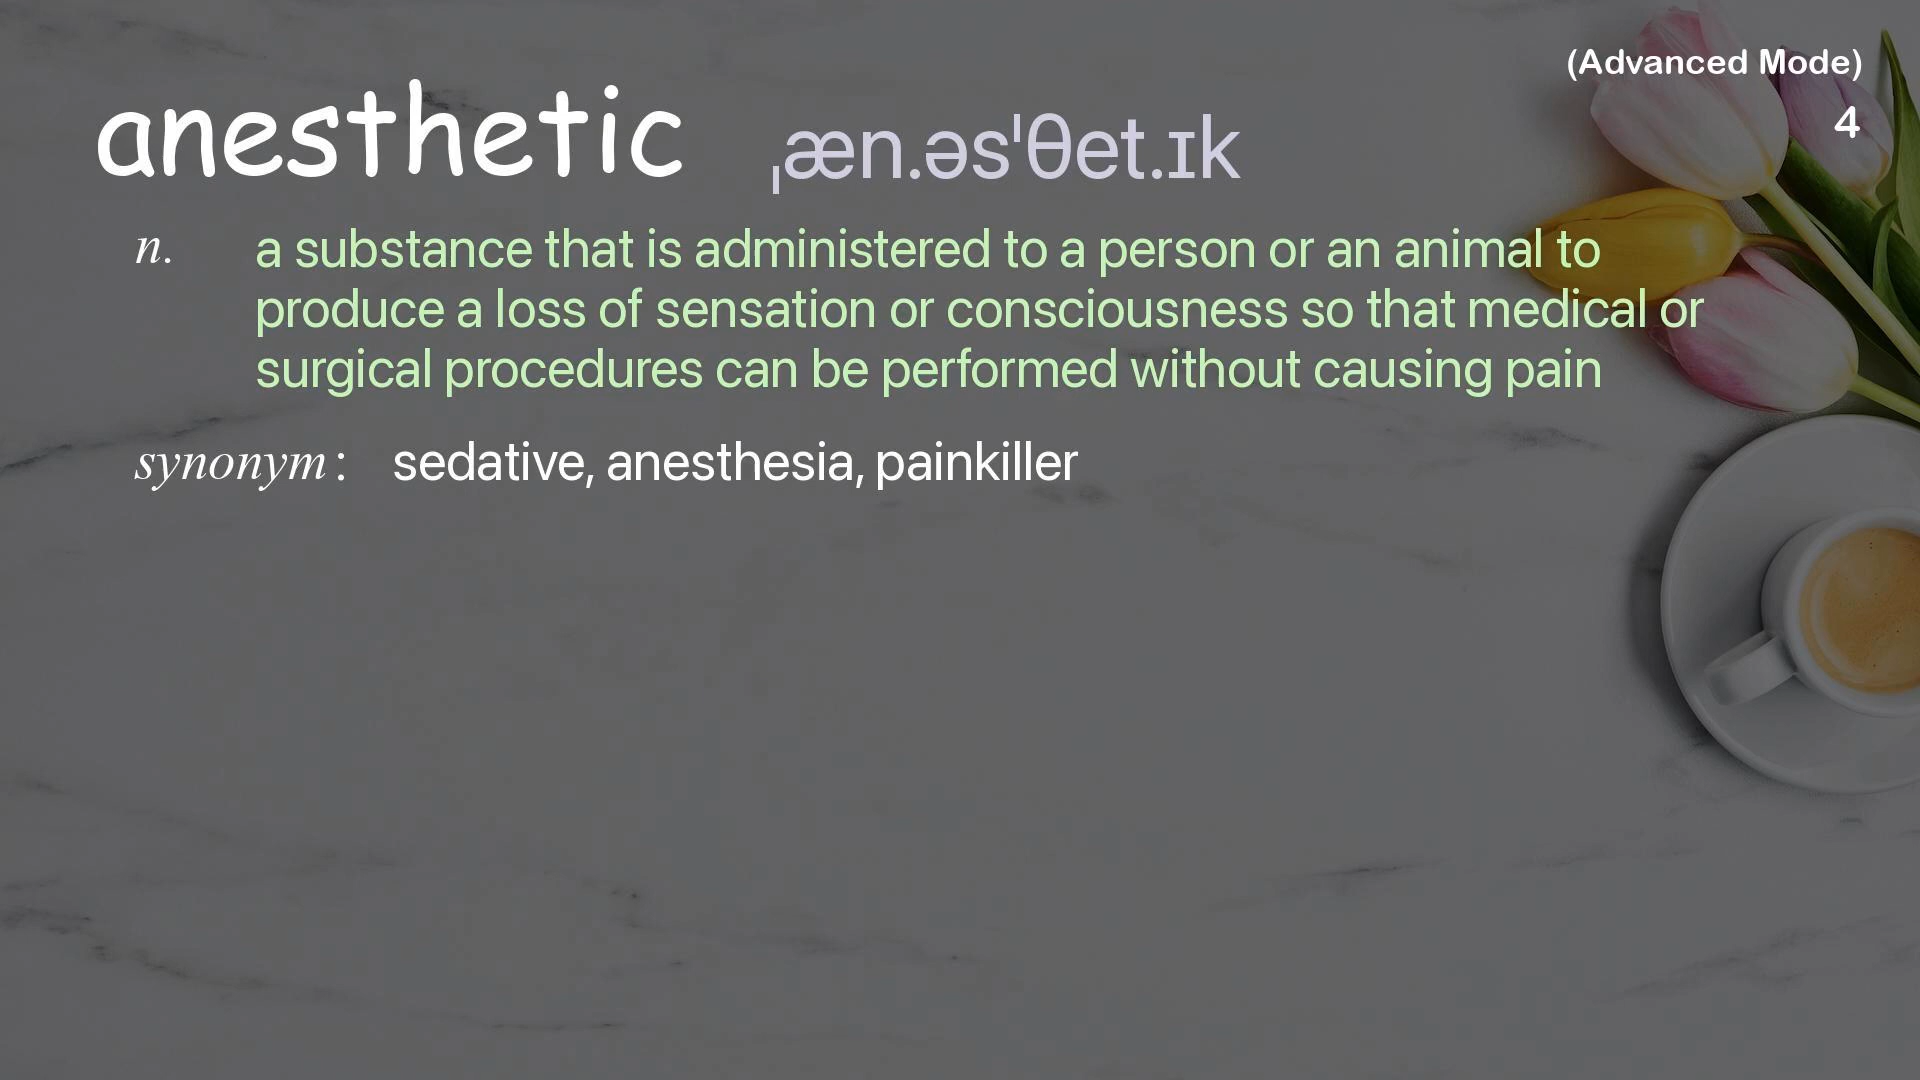 (Advanced Mode)
4
anesthetic ˌæn.əsˈθet.ɪk
n. a substance that is administered to a person or an animal to
produce a loss of sensation or consciousness so that medical or
surgical procedures can be performed without causing pain
synonym: sedative, anesthesia, painkiller